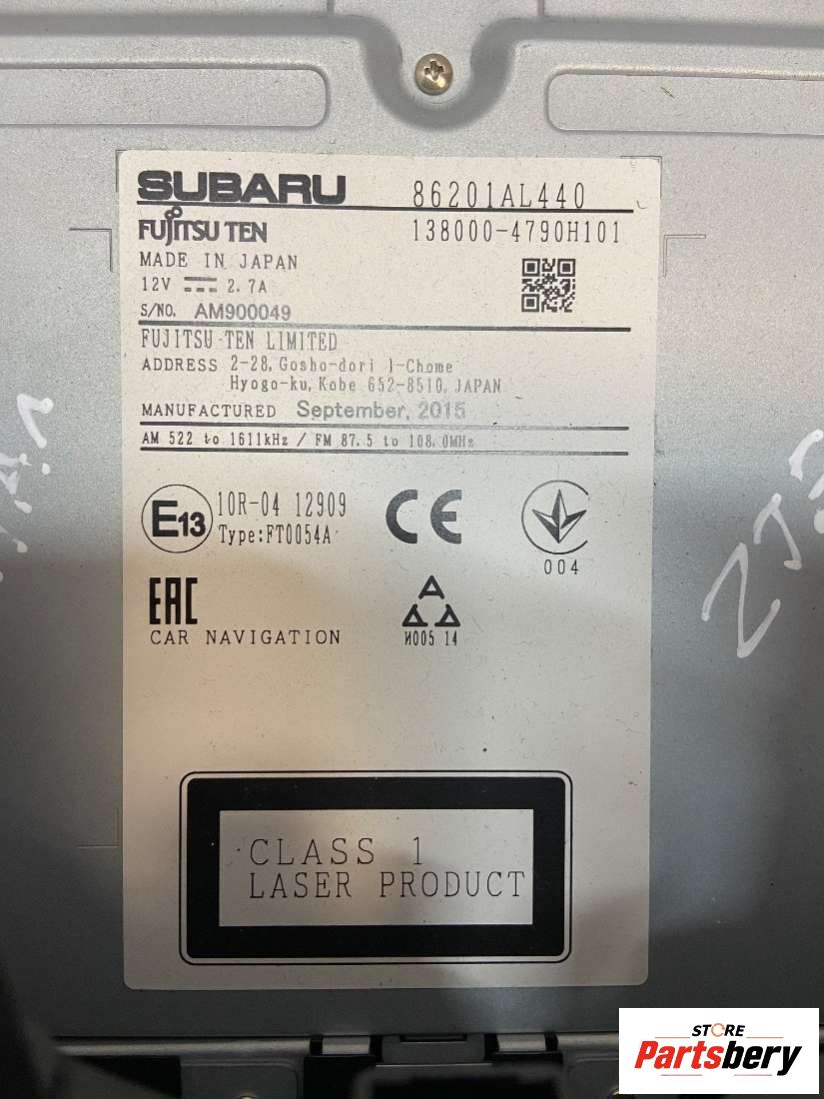 SUBARU 86201AL440
FUJITSU TEN 138000-4790H101
MADE IN JAPAN
12V 2.7A
S/NO. AM900049
FUJITSU TEN LIMITED
ADDRESS 2-28, Gosho-dori 1-Chome
Hyogo-ku, Kobe 652-8510, JAPAN
MANUFACTURED September, 2015
AM 522 to 1611kHz / FM 87.5 to 108.0MHz
E13 10R-04 12909
Type:FT0054A
CE
004
EAC
CAR NAVIGATION
A
И005 14
CLASS 1
LASER PRODUCT
STORE
Partsbery